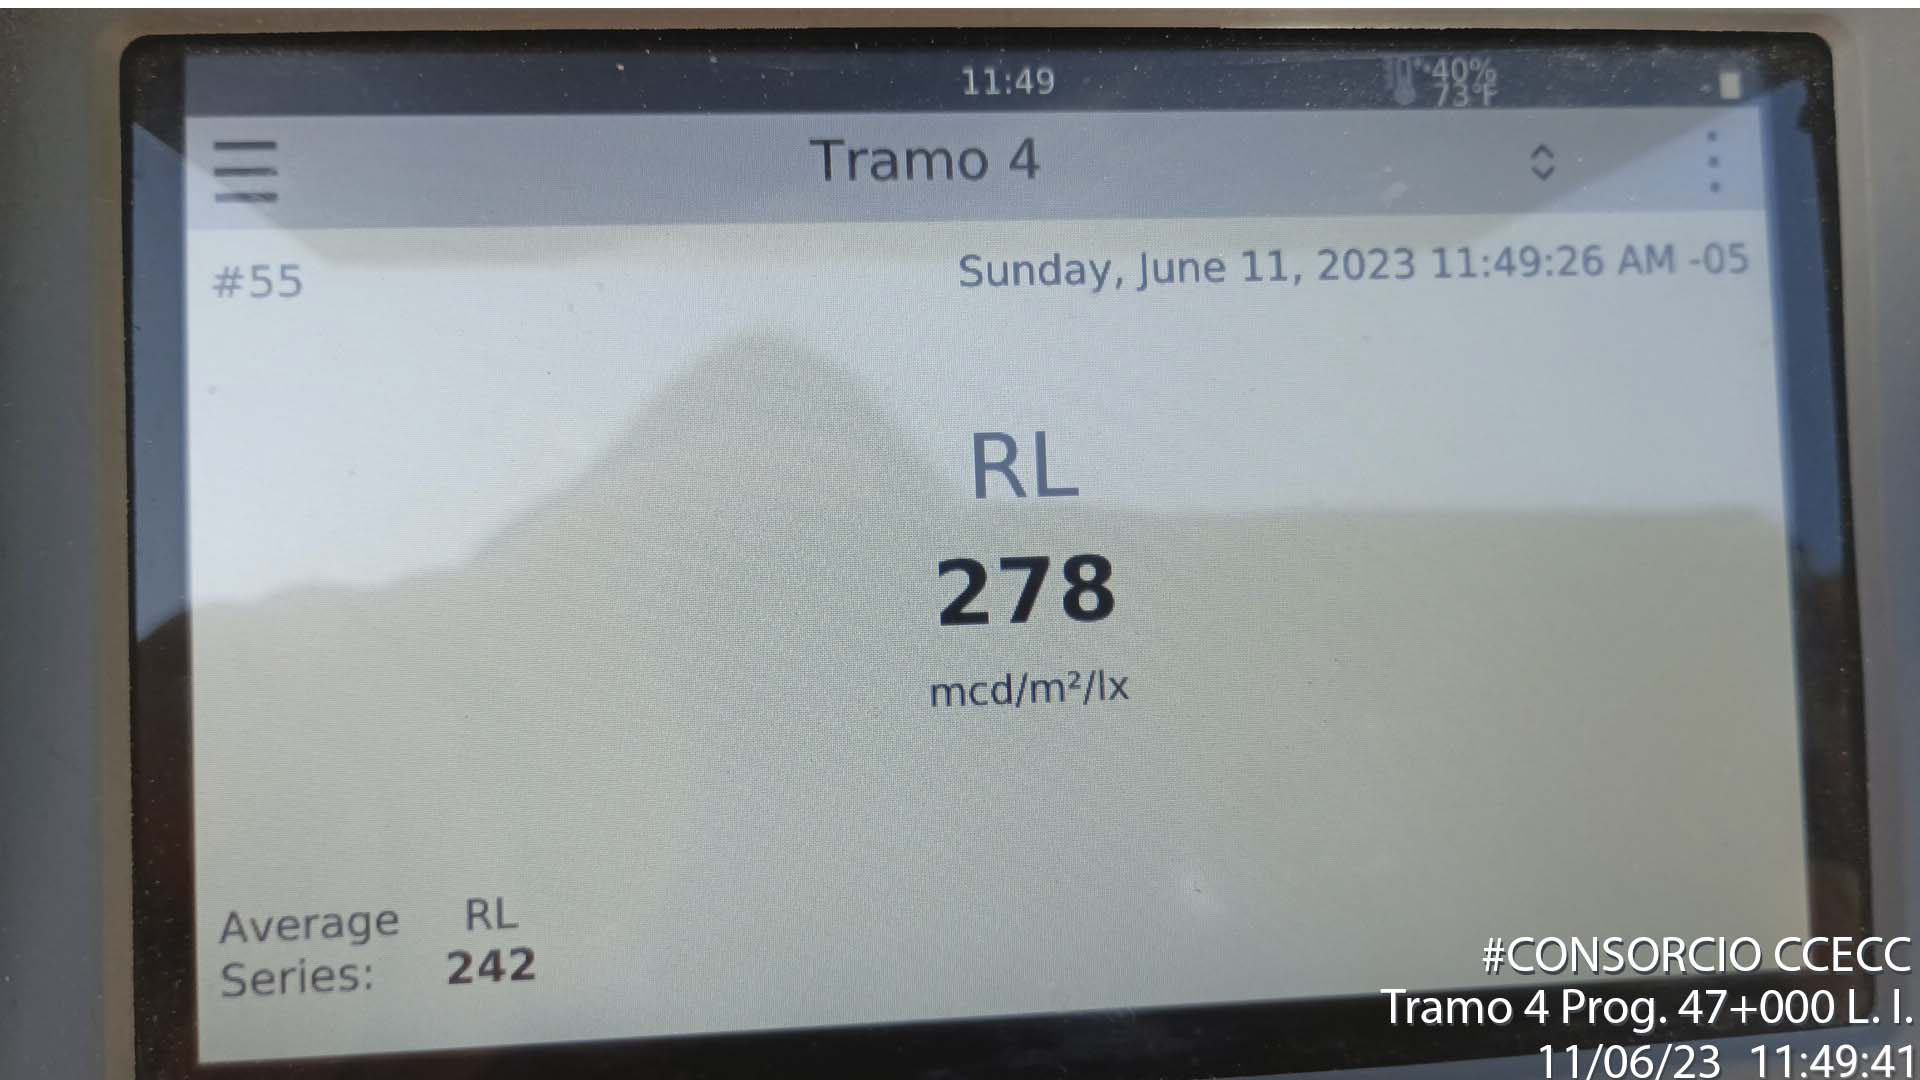 11:49
40%
73°F
Tramo 4
#55
Sunday, June 11, 2023 11:49:26 AM -05
RL
278
mcd/m²/lx
Average RL
Series: 242
#CONSORCIO CCECC
Tramo 4 Prog. 47+000 L. I.
11/06/23 11:49:41